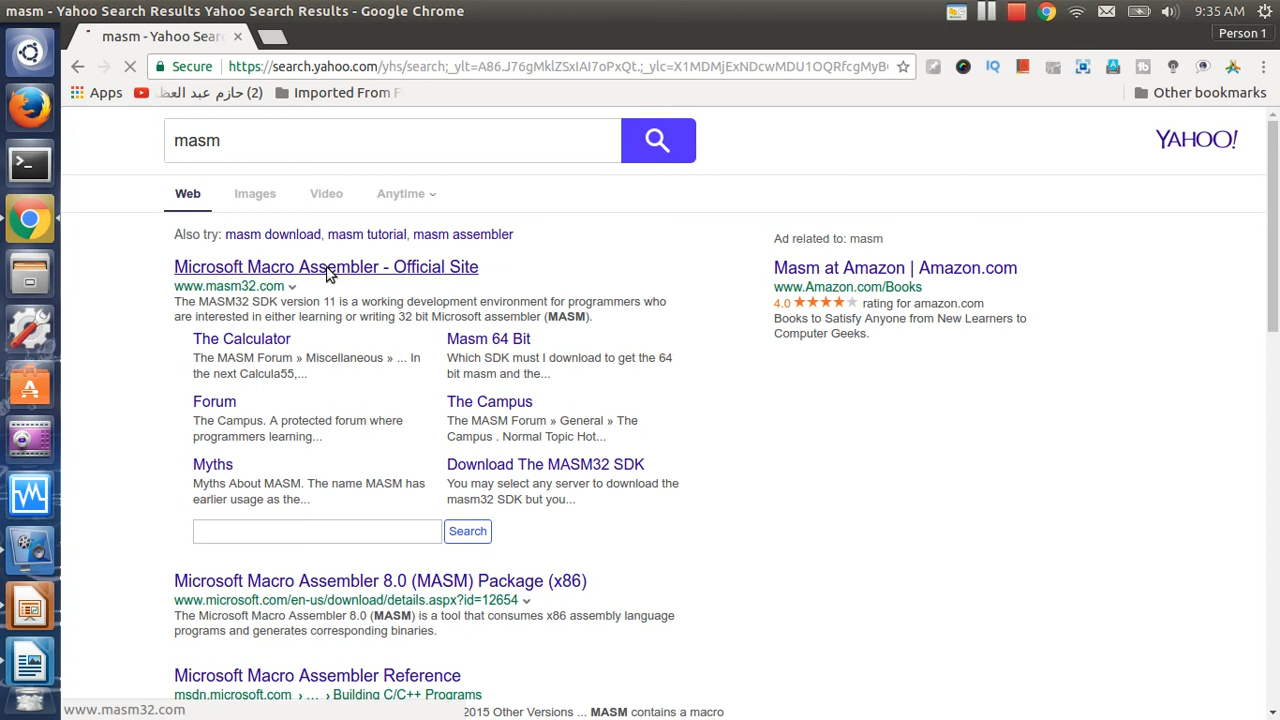 masm - Yahoo Search Results Yahoo Search Results - Google Chrome
9:35 AM
masm - Yahoo Sear
Person 1
Secure
https://search.yahoo.com/yhs/search;_ylt=A86.J76gMklZSxIAI7oPxQt.;_ylc=X1MDMjExNDcwMDU1OQRfcgMyB
Apps
(2) حازم عبد العظ
Imported From F
Other bookmarks
masm
YAHOO!
Web
Images
Video
Anytime
Also try: masm download, masm tutorial, masm assembler
Microsoft Macro Assembler - Official Site
www.masm32.com
The MASM32 SDK version 11 is a working development environment for programmers who
are interested in either learning or writing 32 bit Microsoft assembler (MASM).
The Calculator
The MASM Forum » Miscellaneous » ... In
the next Calcula55,...
Masm 64 Bit
Which SDK must I download to get the 64
bit masm and the...
Forum
The Campus. A protected forum where
programmers learning...
The Campus
The MASM Forum » General » The
Campus . Normal Topic Hot...
Myths
Myths About MASM. The name MASM has
earlier usage as the...
Download The MASM32 SDK
You may select any server to download the
masm32 SDK but you...
Search
Microsoft Macro Assembler 8.0 (MASM) Package (x86)
www.microsoft.com/en-us/download/details.aspx?id=12654
The Microsoft Macro Assembler 8.0 (MASM) is a tool that consumes x86 assembly language
programs and generates corresponding binaries.
Microsoft Macro Assembler Reference
msdn.microsoft.com › ... › Building C/C++ Programs
2015 Other Versions ... MASM contains a macro
Ad related to: masm
Masm at Amazon | Amazon.com
www.Amazon.com/Books
4.0 ★★★★★ rating for amazon.com
Books to Satisfy Anyone from New Learners to
Computer Geeks.
www.masm32.com